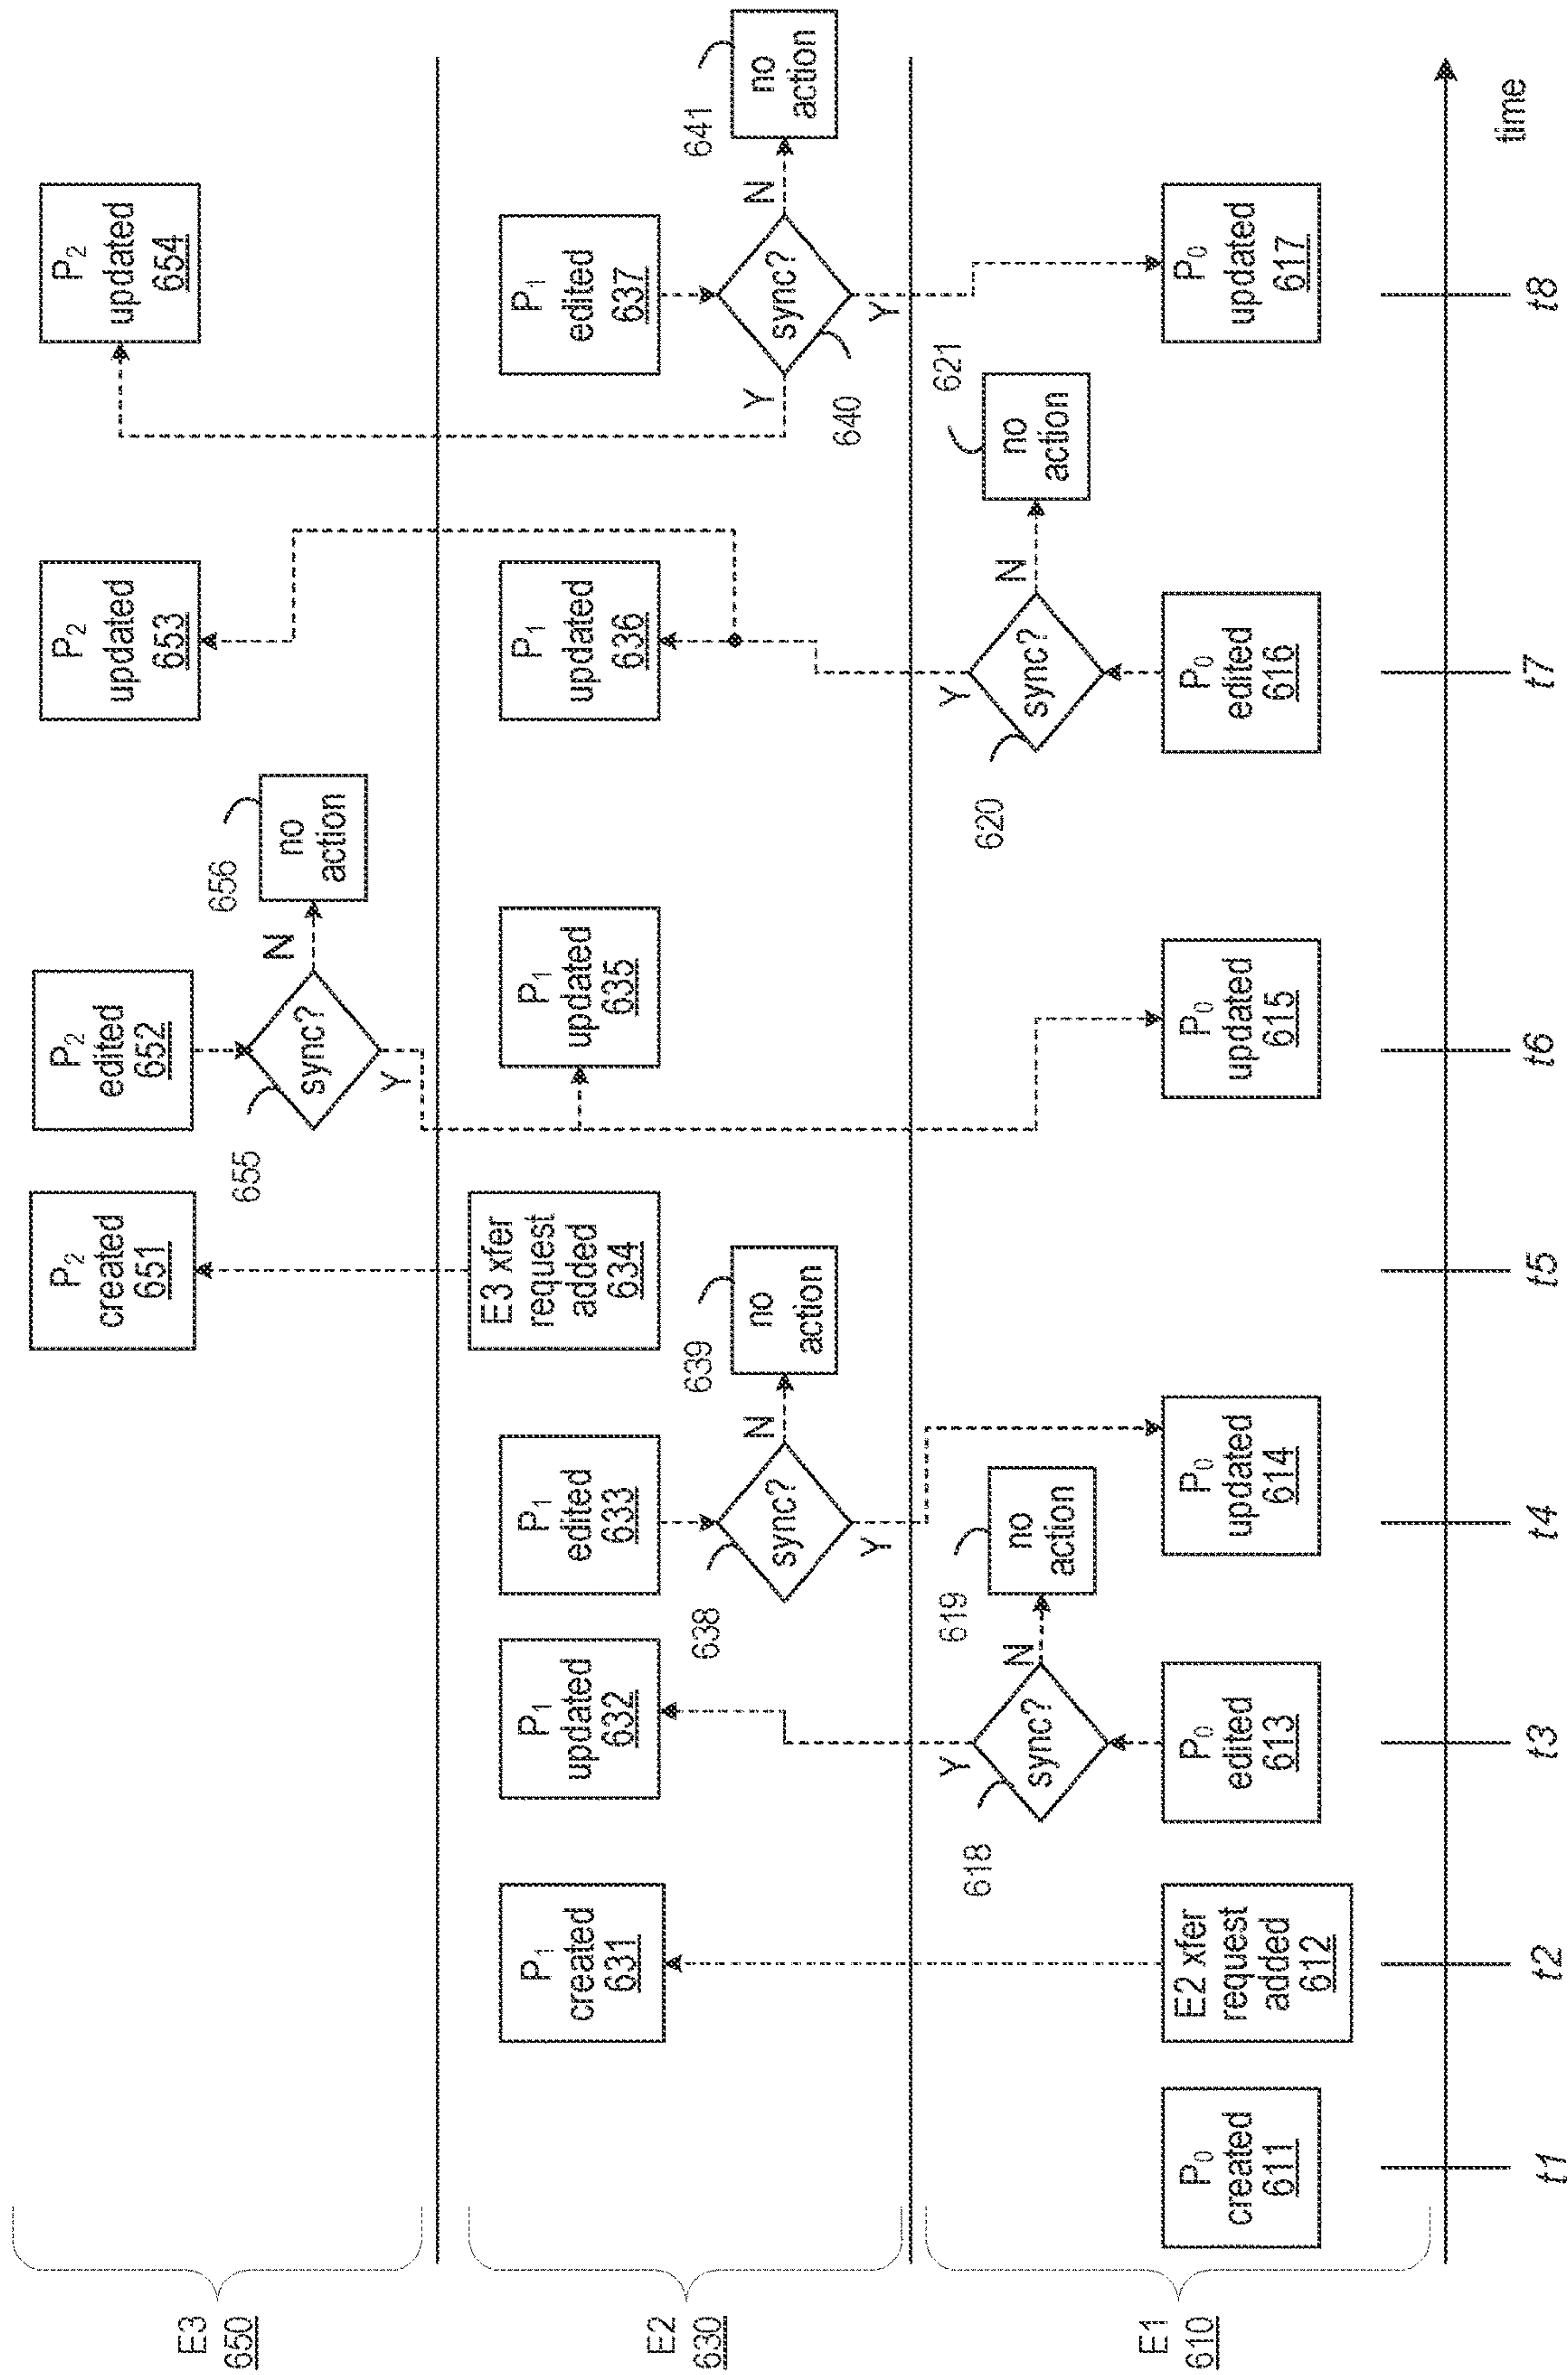 E3
650
P2
created
651
P2
edited
652
655
sync?
N
Y
656
no
action
P2
updated
653
P2
updated
654
E2
630
P1
created
631
P1
updated
632
P1
edited
633
638
sync?
N
Y
639
no
action
E3 xfer
request
added
634
P1
updated
635
P1
updated
636
P1
edited
637
Y
sync?
N
Y
640
641
no
action
E1
610
P0
created
611
E2 xfer
request
added
612
618
Y
sync?
N
619
no
action
P0
edited
613
P0
updated
614
P0
updated
615
620
Y
sync?
N
621
no
action
P0
edited
616
P0
updated
617
time
t1
t2
t3
t4
t5
t6
t7
t8